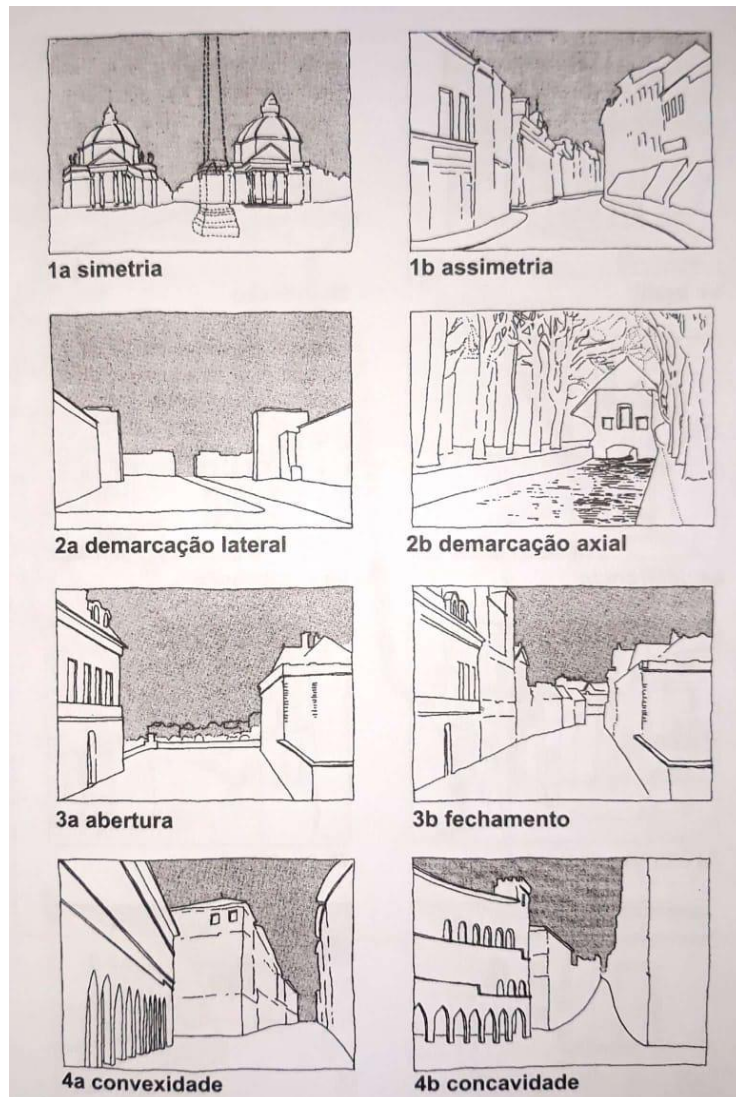 1a simetria
1b assimetria
2a demarcação lateral
2b demarcação axial
3a abertura
3b fechamento
4a convexidade
4b concavidade